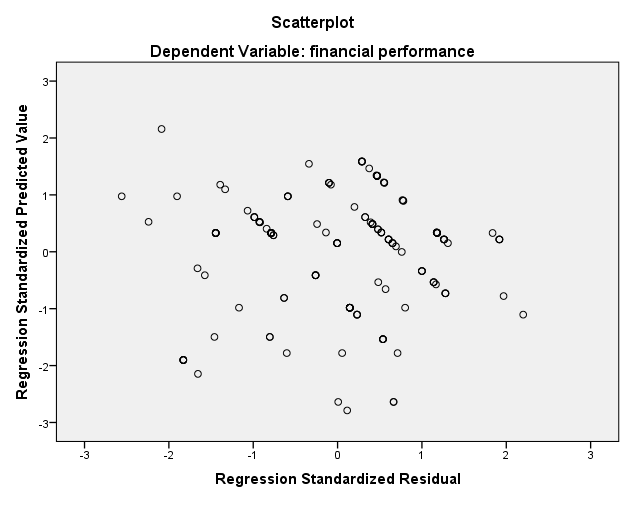 Scatterplot
Dependent Variable: financial performance
Regression Standardized Predicted Value
3
2
1
0
-1
-2
-3
-3 -2 -1 0 1 2 3
Regression Standardized Residual